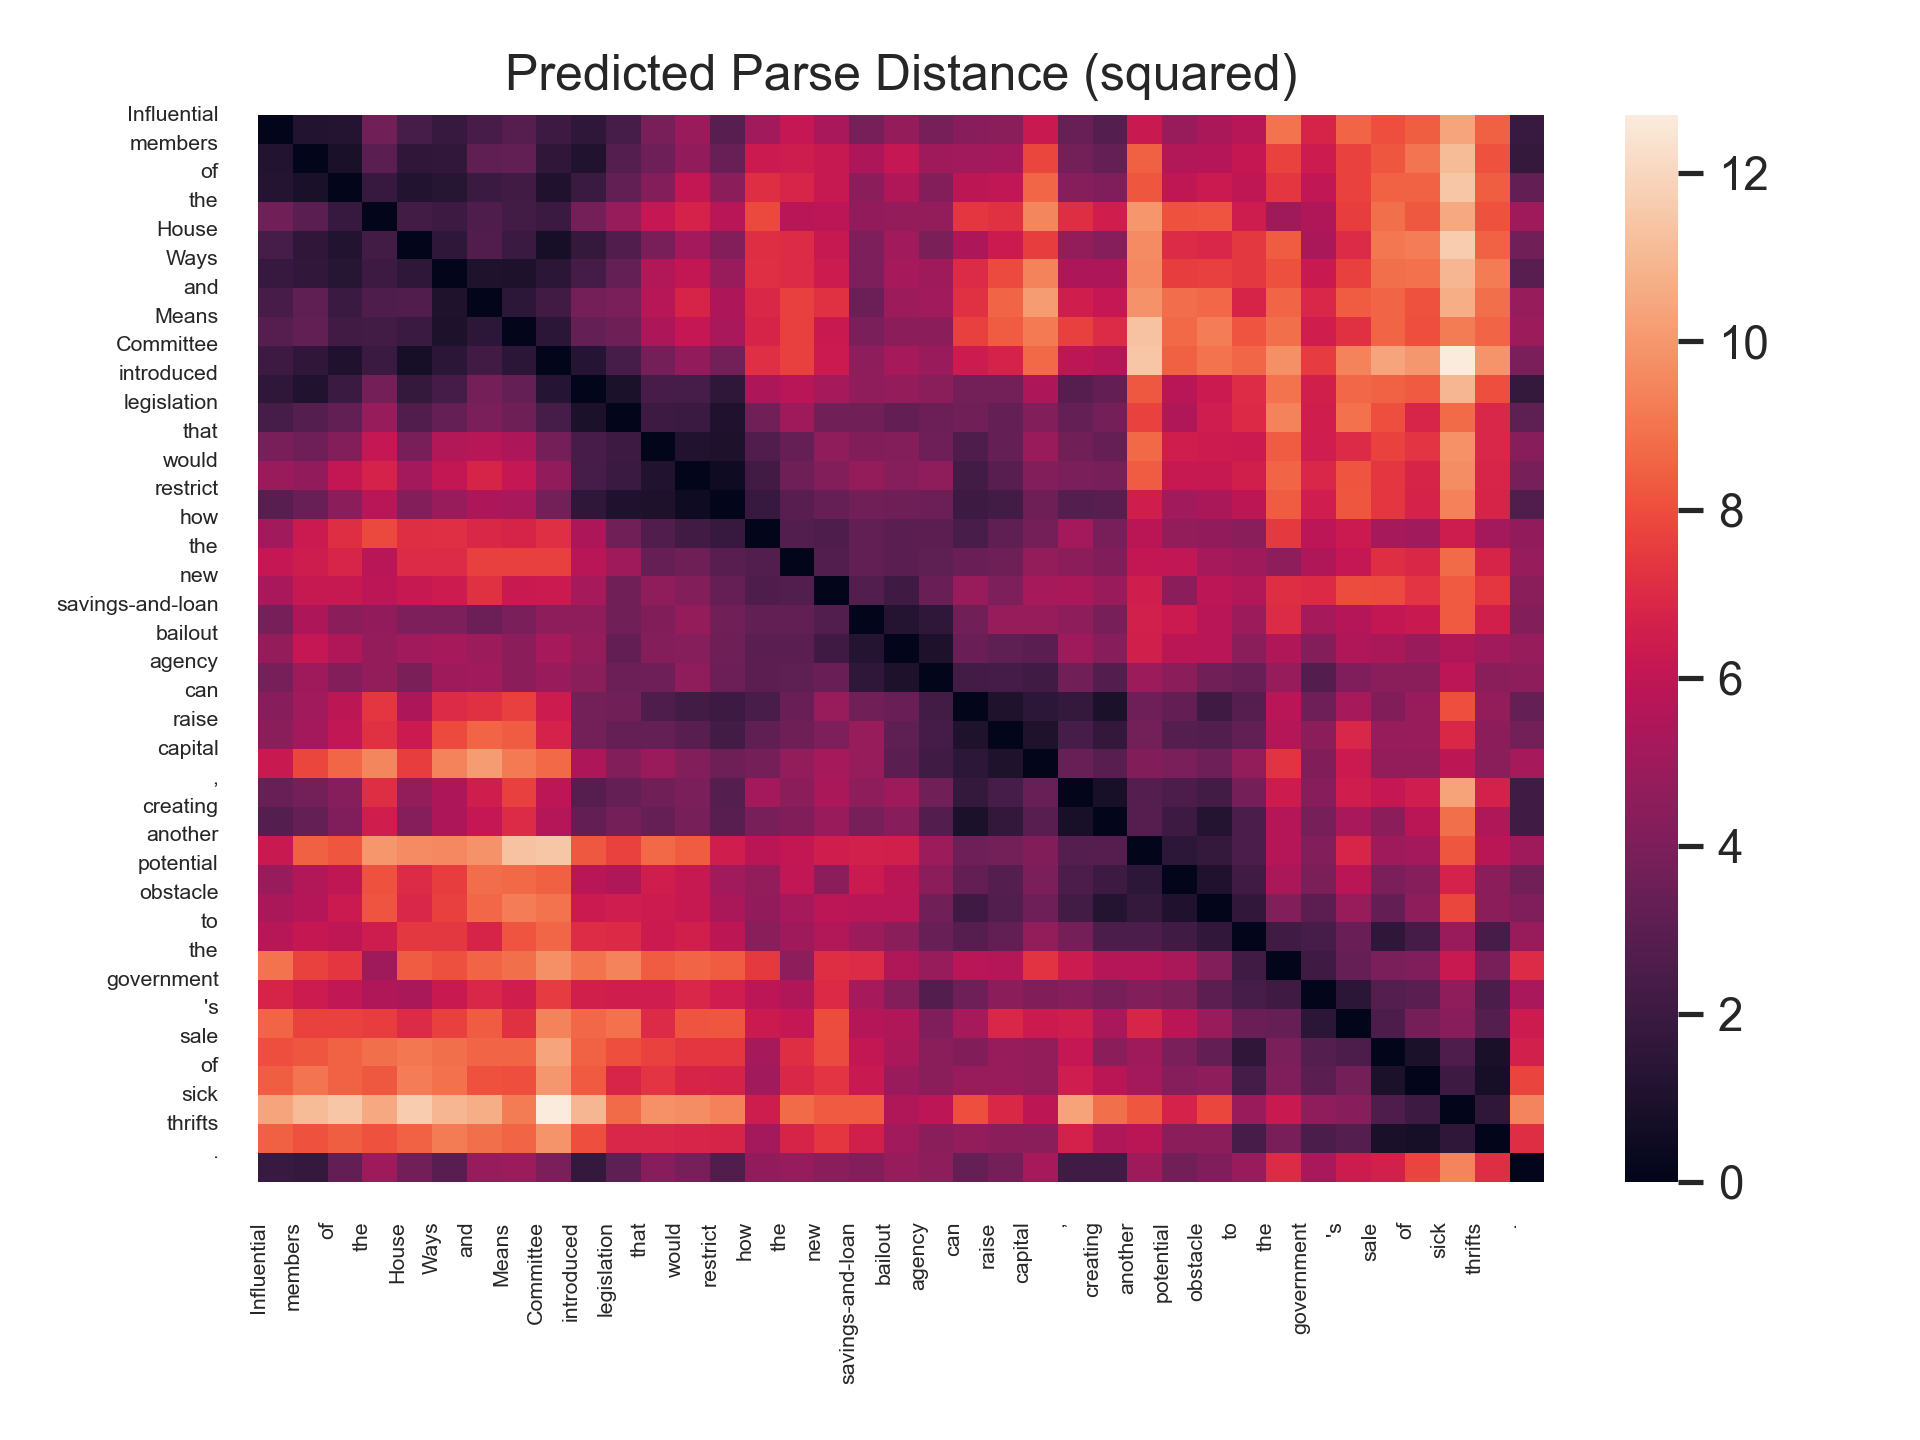 Predicted Parse Distance (squared)
Influential
members
of
the
House
Ways
and
Means
Committee
introduced
legislation
that
would
restrict
how
the
new
savings-and-loan
bailout
agency
can
raise
capital
,
creating
another
potential
obstacle
to
the
government
's
sale
of
sick
thrifts
.
12
10
8
6
4
2
0
Influential
members
of
the
House
Ways
and
Means
Committee
introduced
legislation
that
would
restrict
how
the
new
savings-and-loan
bailout
agency
can
raise
capital
,
creating
another
potential
obstacle
to
the
government
's
sale
of
sick
thrifts
.